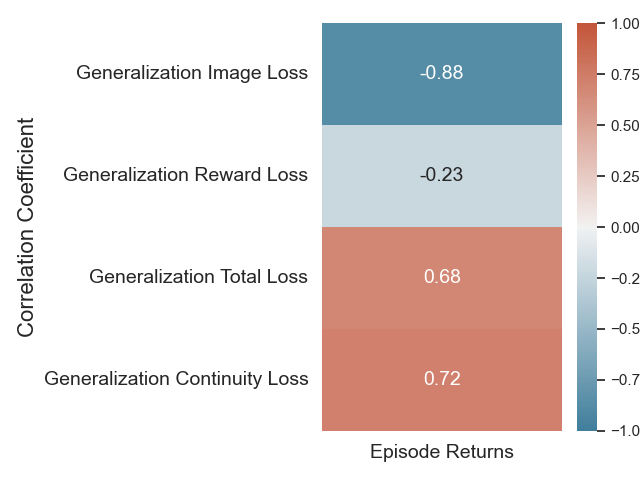 Correlation Coefficient
Generalization Image Loss
Generalization Reward Loss
Generalization Total Loss
Generalization Continuity Loss
-0.88
-0.23
0.68
0.72
Episode Returns
1.00
0.75
0.50
0.25
0.00
−0.2
−0.5
−0.7
−1.0